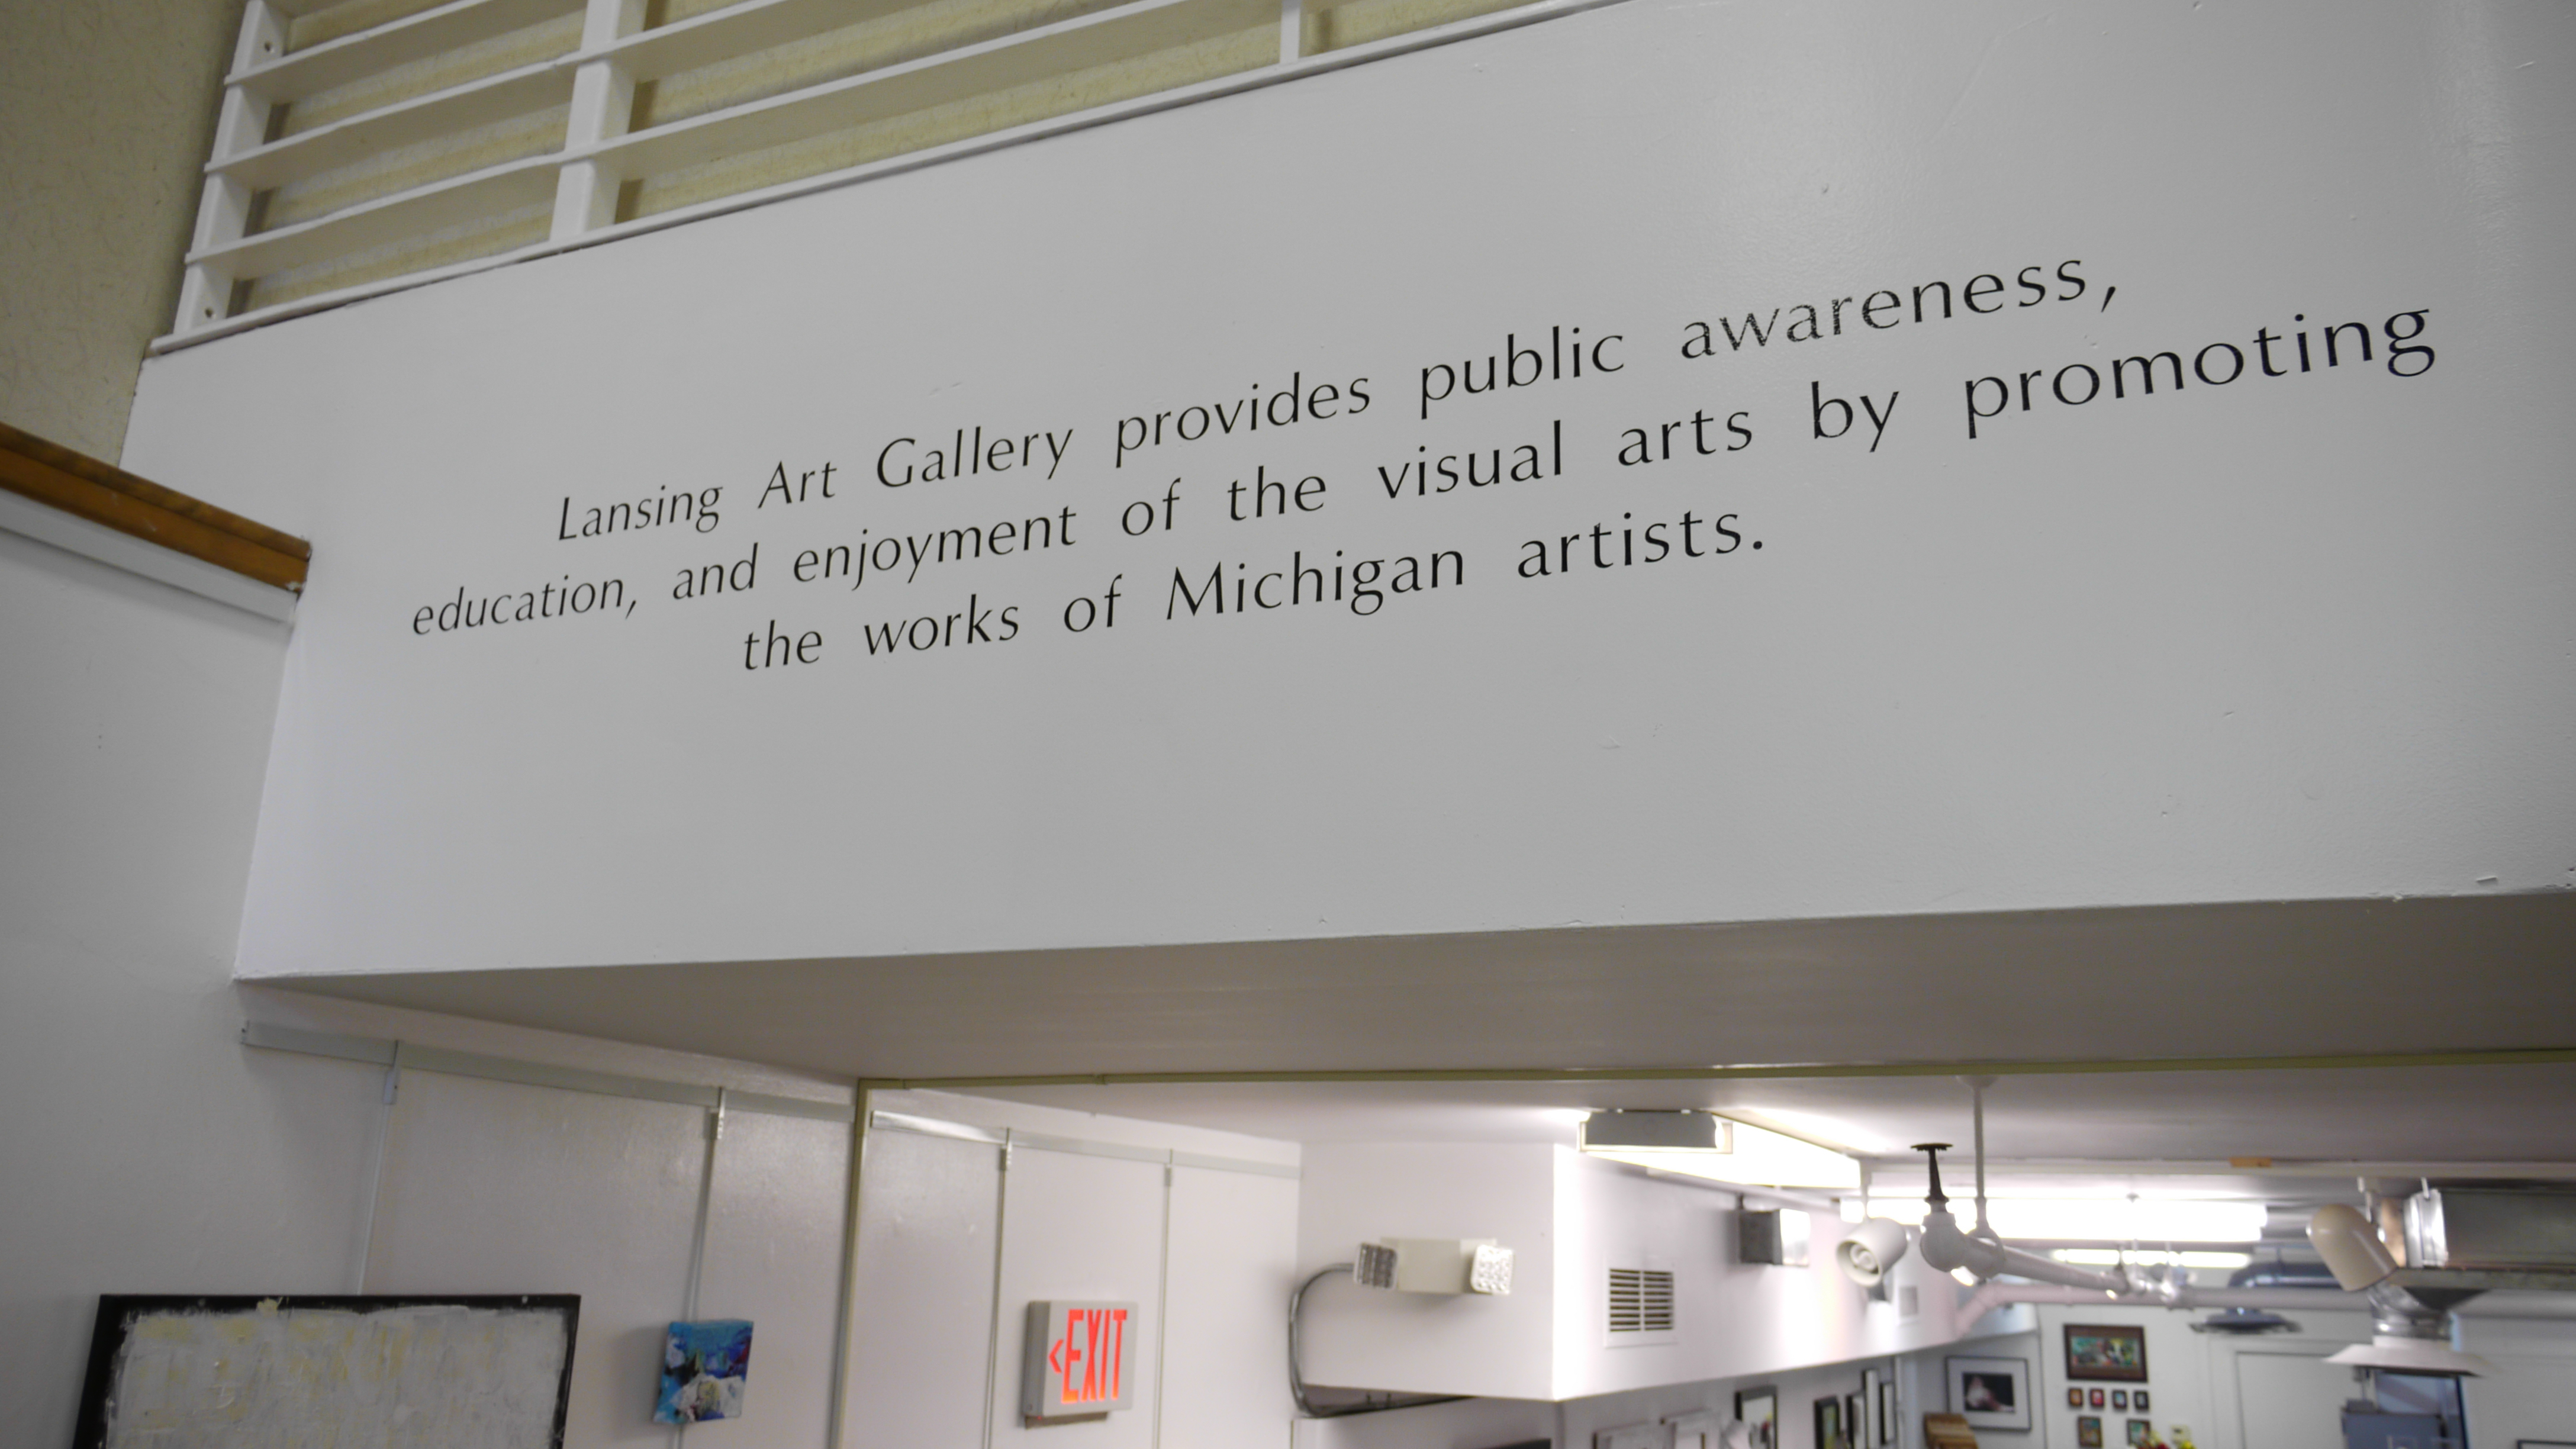 Lansing Art Gallery provides public awareness,
education, and enjoyment of the visual arts by promoting
the works of Michigan artists.
<EXIT